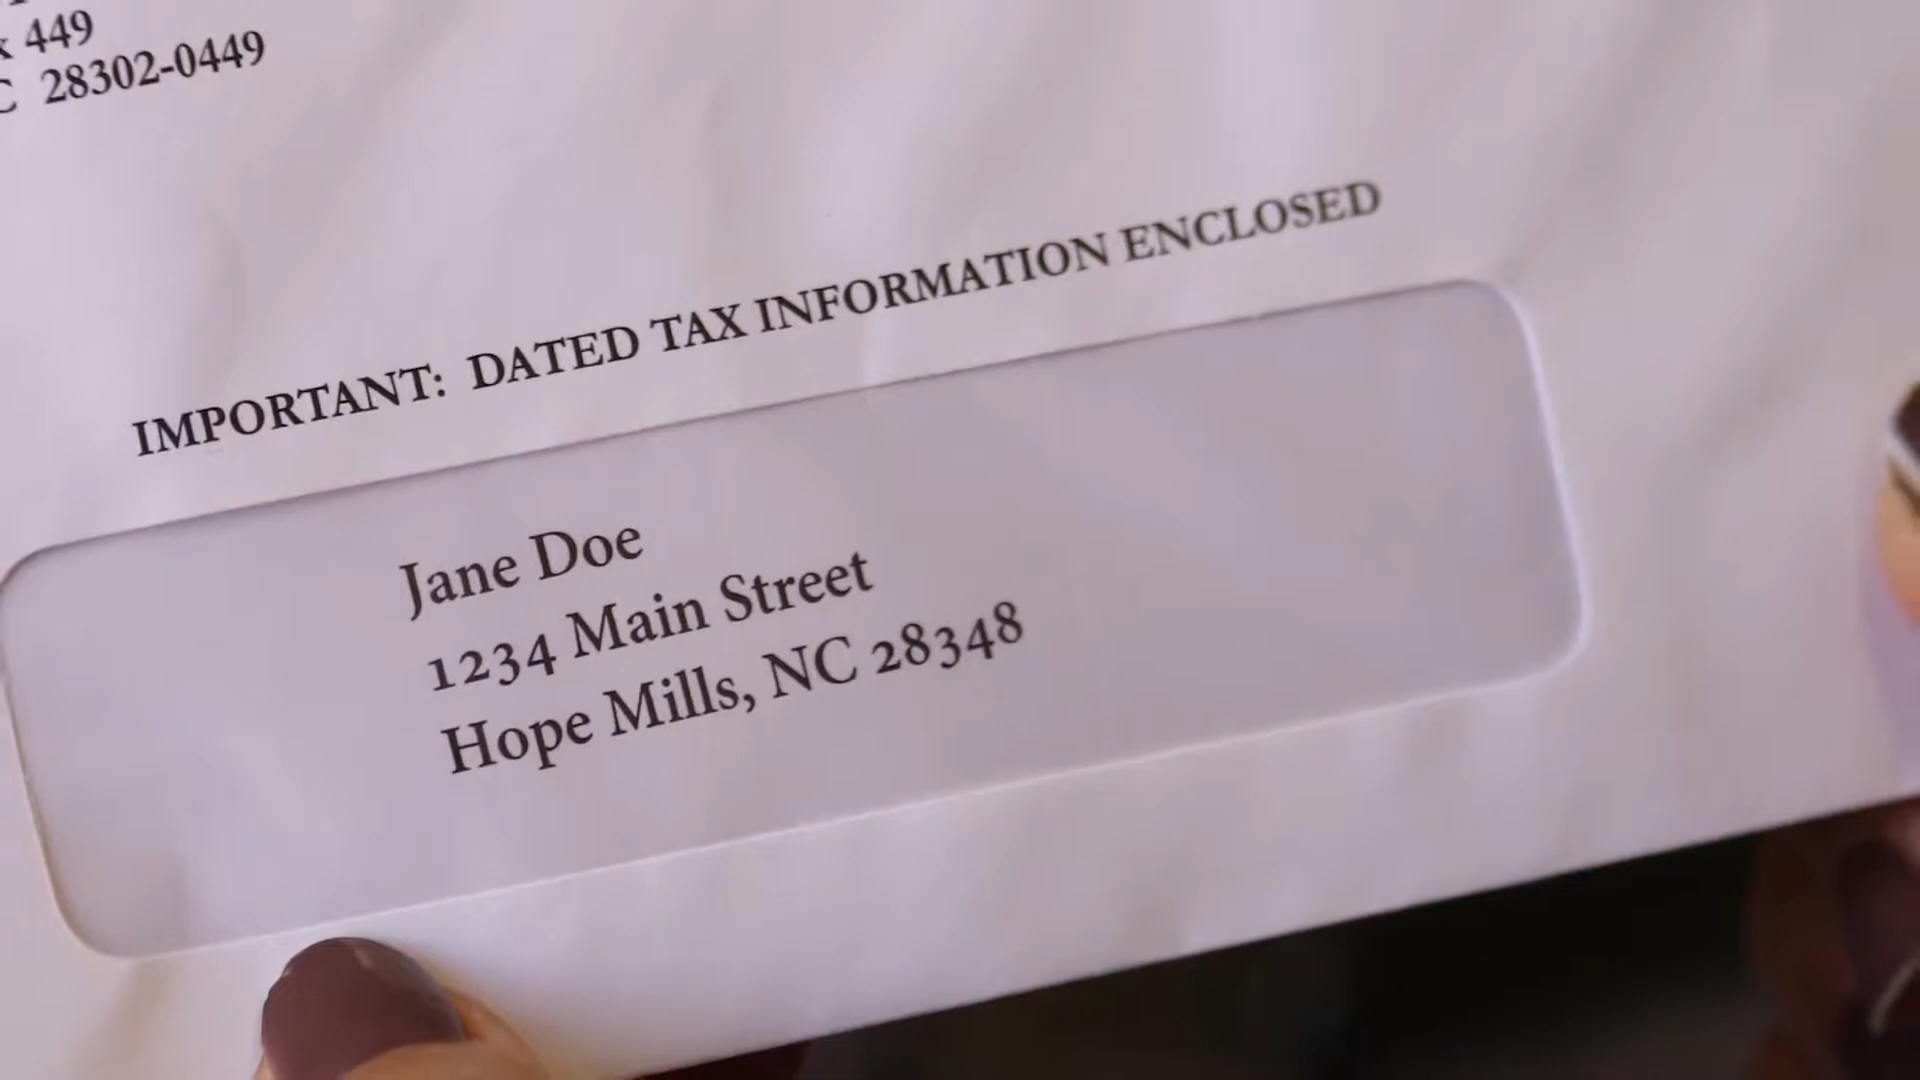 449
28302-0449
IMPORTANT: DATED TAX INFORMATION ENCLOSED
Jane Doe
1234 Main Street
Hope Mills, NC 28348